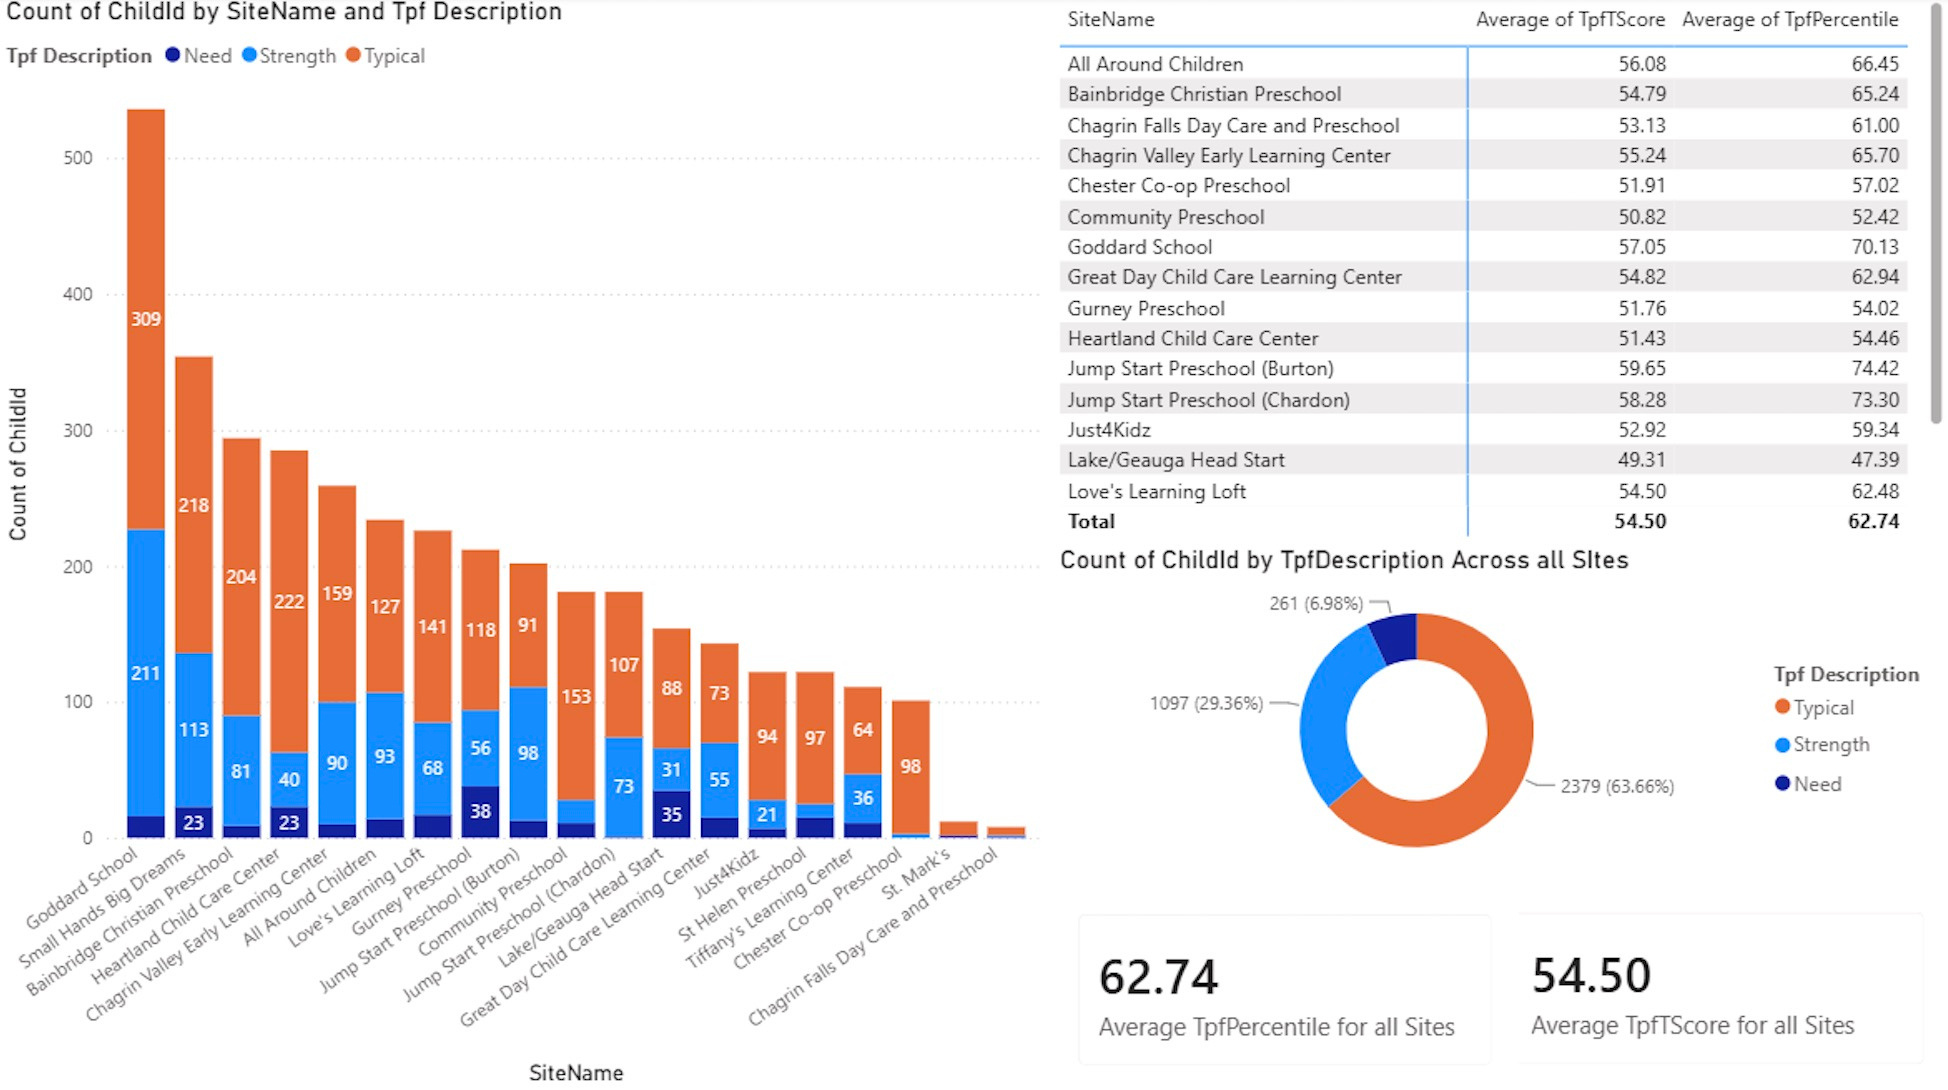 Count of ChildId by SiteName and Tpf Description
Tpf Description Need Strength Typical
Count of ChildId
500
400
300
200
100
0
309
211
218
113
23
204
81
222
40
23
159
90
127
93
141
68
118
56
38
91
98
153
107
73
88
31
35
73
55
94
21
97
64
36
98
Goddard School
Small Hands Big Dreams
Bainbridge Christian Preschool
Heartland Child Care Center
Chagrin Valley Early Learning Center
All Around Children
Love's Learning Loft
Gurney Preschool
Jump Start Preschool (Burton)
Community Preschool
Jump Start Preschool (Chardon)
Lake/Geauga Head Start
Great Day Child Care Learning Center
Just4Kidz
St Helen Preschool
Tiffany's Learning Center
Chester Co-op Preschool
St. Mark's
Chagrin Falls Day Care and Preschool
SiteName
SiteName Average of TpfTScore Average of TpfPercentile
All Around Children 56.08 66.45
Bainbridge Christian Preschool 54.79 65.24
Chagrin Falls Day Care and Preschool 53.13 61.00
Chagrin Valley Early Learning Center 55.24 65.70
Chester Co-op Preschool 51.91 57.02
Community Preschool 50.82 52.42
Goddard School 57.05 70.13
Great Day Child Care Learning Center 54.82 62.94
Gurney Preschool 51.76 54.02
Heartland Child Care Center 51.43 54.46
Jump Start Preschool (Burton) 59.65 74.42
Jump Start Preschool (Chardon) 58.28 73.30
Just4Kidz 52.92 59.34
Lake/Geauga Head Start 49.31 47.39
Love's Learning Loft 54.50 62.48
Total 54.50 62.74
Count of ChildId by TpfDescription Across all SItes
261 (6.98%)
1097 (29.36%)
2379 (63.66%)
Tpf Description
Typical
Strength
Need
62.74
Average TpfPercentile for all Sites
54.50
Average TpfTScore for all Sites